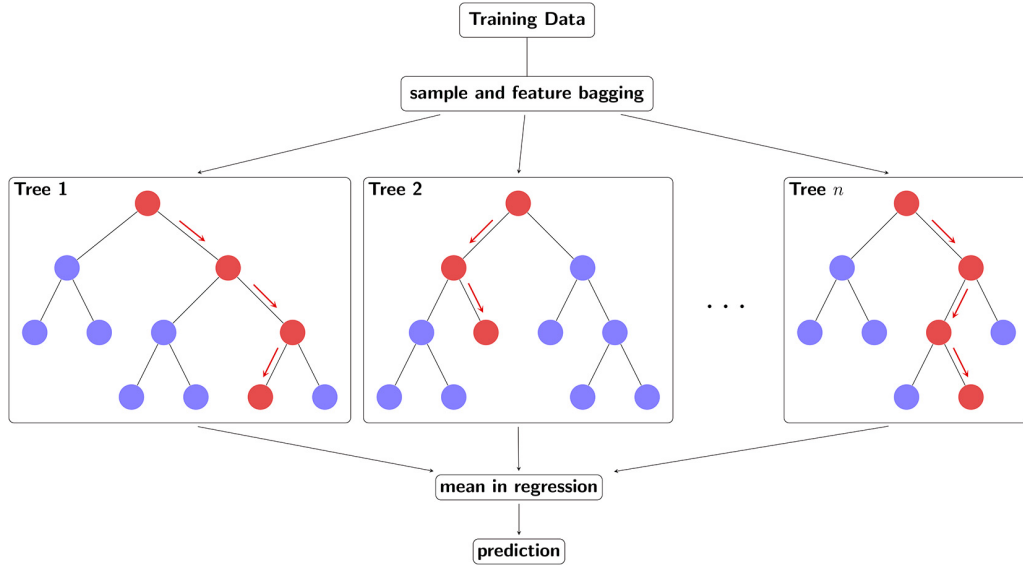 Training Data
sample and feature bagging
Tree 1
Tree 2
Tree n
. . .
mean in regression
prediction